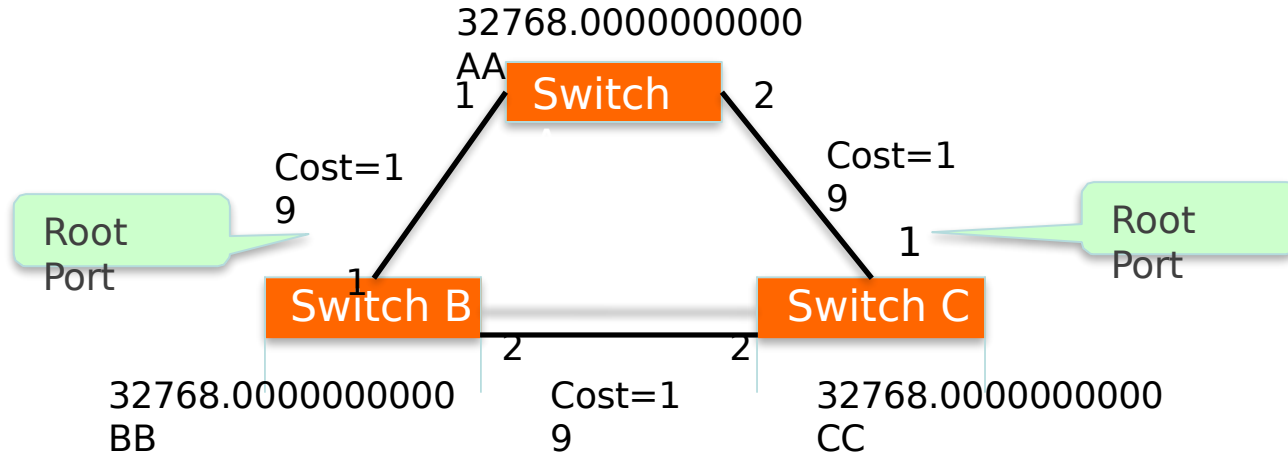 32768.0000000000
AA
1
Switch
2
Cost=1
9
Cost=1
9
Root
Port
1
Root
Port
1
Switch B
Switch C
2
2
32768.0000000000
BB
Cost=1
9
32768.0000000000
CC